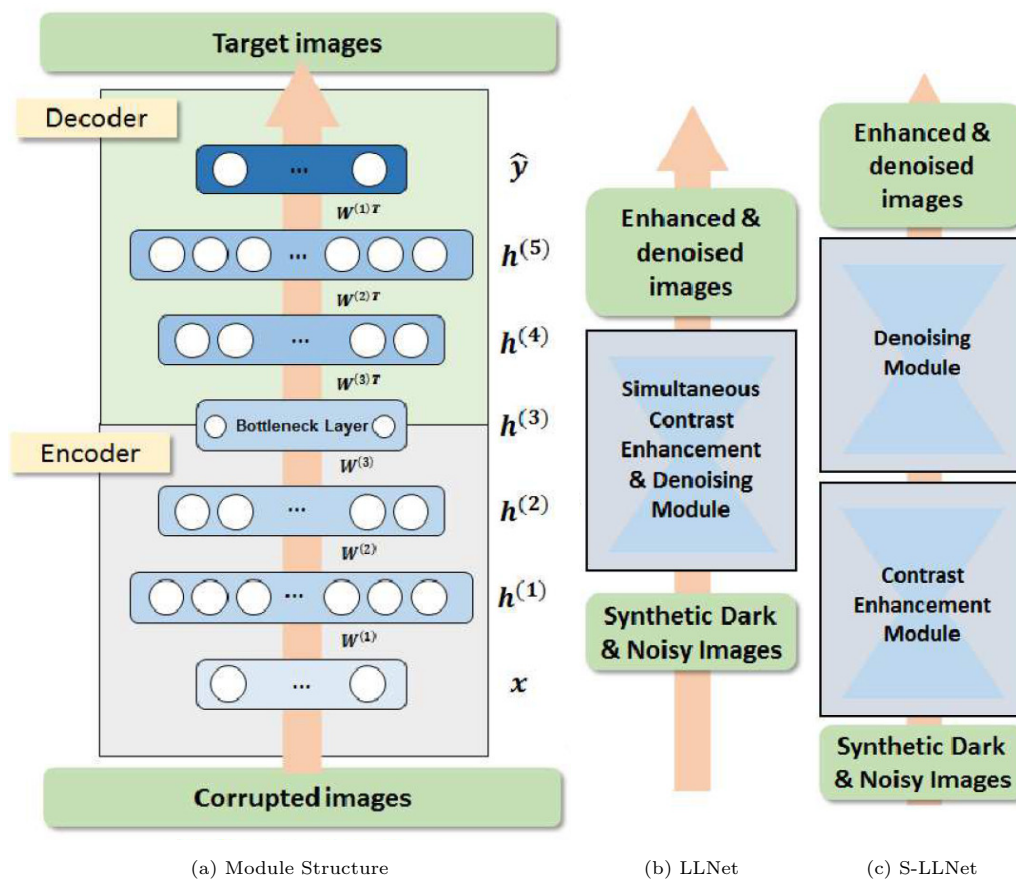 Target images
Decoder
ŷ
...
W^{(1)T}
h^{(5)}
...
W^{(2)T}
h^{(4)}
...
W^{(3)T}
h^{(3)}
Bottleneck Layer
Encoder
W^{(3)}
h^{(2)}
...
W^{(2)}
h^{(1)}
...
W^{(1)}
x
...
Corrupted images
(a) Module Structure
Enhanced &
denoised
images
Simultaneous
Contrast
Enhancement
& Denoising
Module
Synthetic Dark
& Noisy Images
(b) LLNet
Enhanced &
denoised
images
Denoising
Module
Contrast
Enhancement
Module
Synthetic Dark
& Noisy Images
(c) S-LLNet